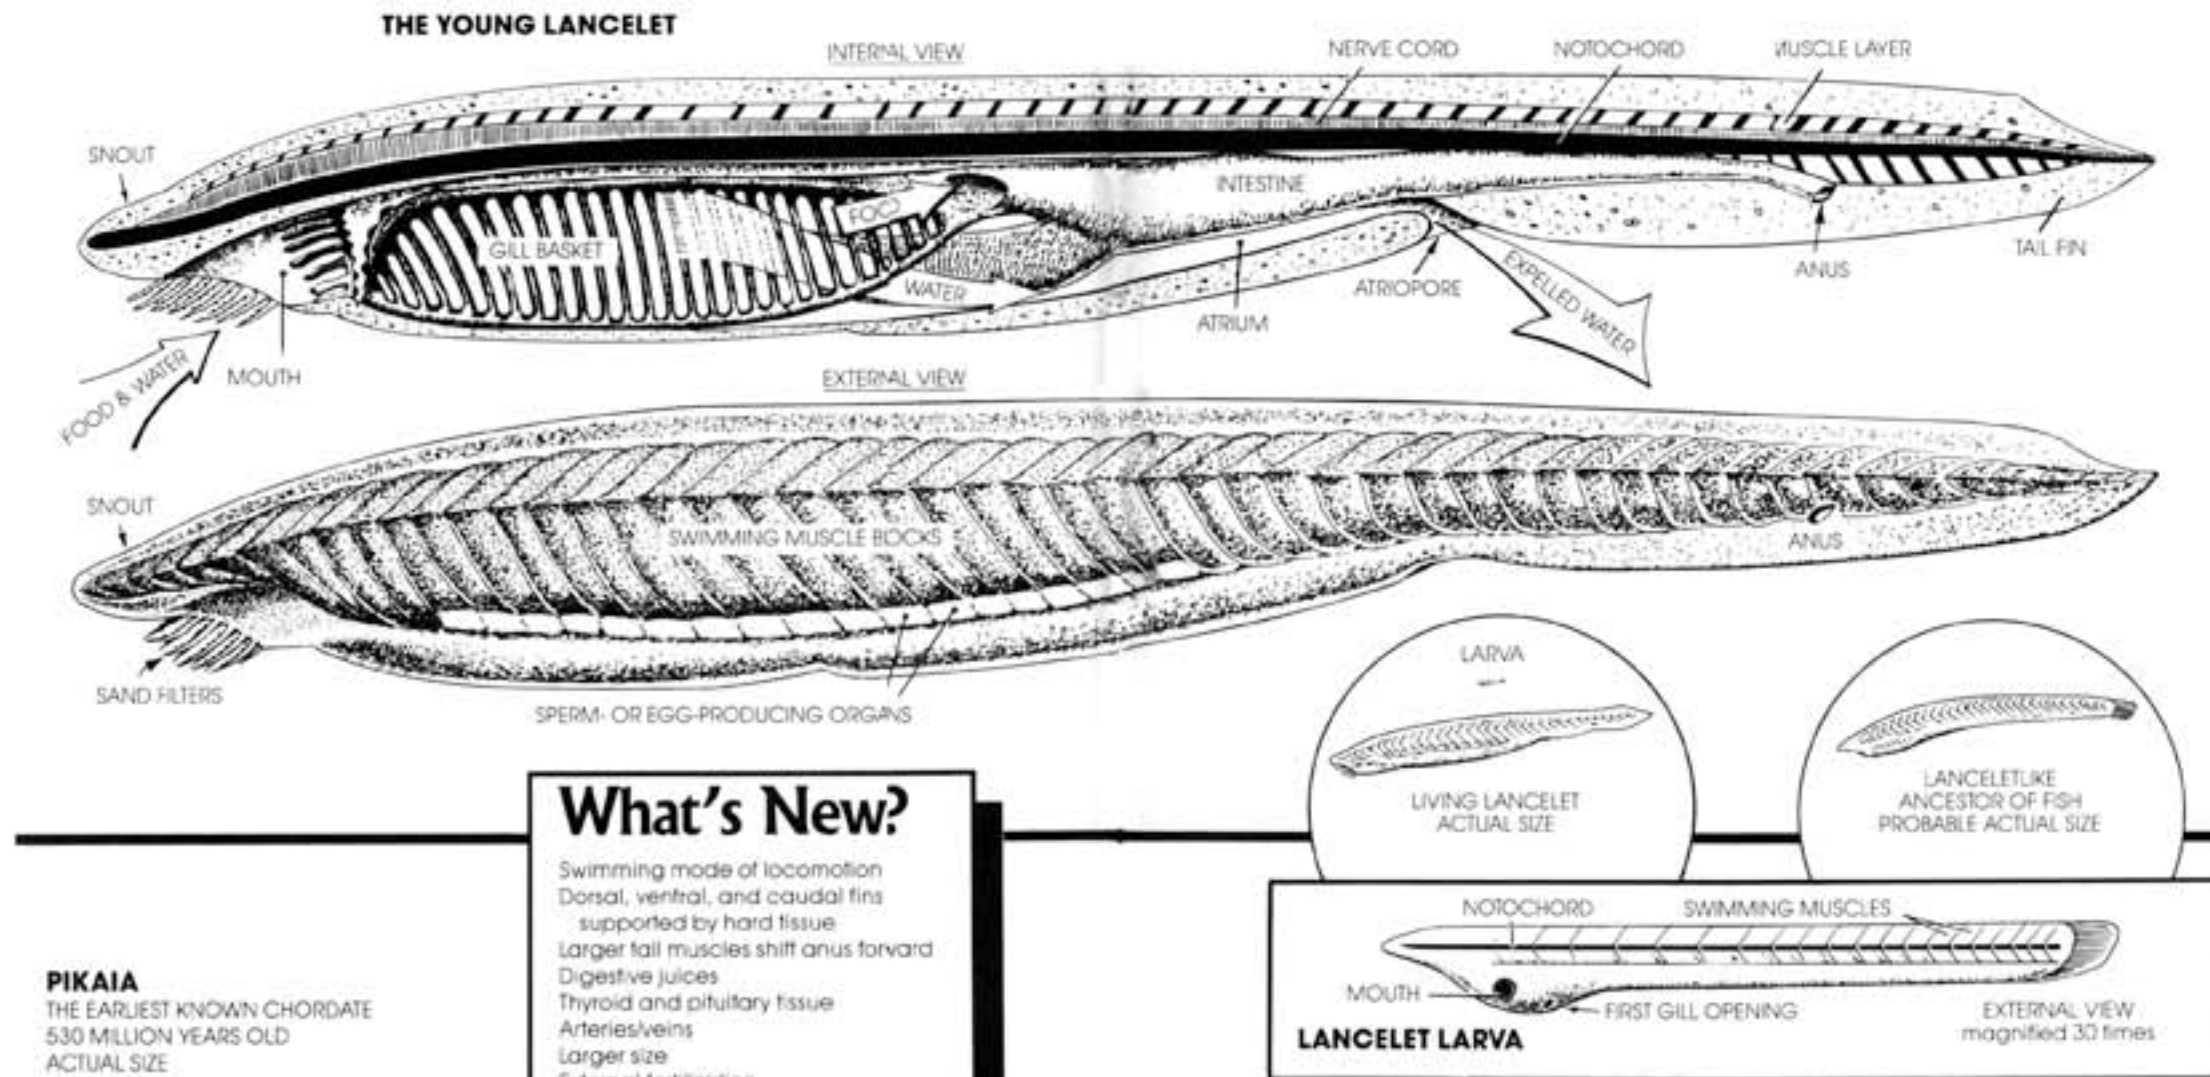 THE YOUNG LANCELET
INTERNAL VIEW
NERVE CORD
NOTOCHORD
MUSCLE LAYER
SNOUT
INTESTINE
FOOD
GILL BASKET
WATER
ATRIUM
ATRIOPORE
EXPELLED WATER
ANUS
TAIL FIN
FOOD & WATER
MOUTH
EXTERNAL VIEW
SNOUT
SWIMMING MUSCLE BOCKS
ANUS
SAND FILTERS
SPERM- OR EGG-PRODUCING ORGANS
LARVA
LIVING LANCELET
ACTUAL SIZE
LANCELETLIKE
ANCESTOR OF FISH
PROBABLE ACTUAL SIZE
What's New?
Swimming mode of locomotion
Dorsal, ventral, and caudal fins
supported by hard tissue
Larger tail muscles shift anus forward
Digestive juices
Thyroid and pituitary tissue
Arteries/veins
Larger size
PIKAIA
THE EARLIEST KNOWN CHORDATE
530 MILLION YEARS OLD
ACTUAL SIZE
NOTOCHORD
SWIMMING MUSCLES
MOUTH
FIRST GILL OPENING
EXTERNAL VIEW
magnified 30 times
LANCELET LARVA